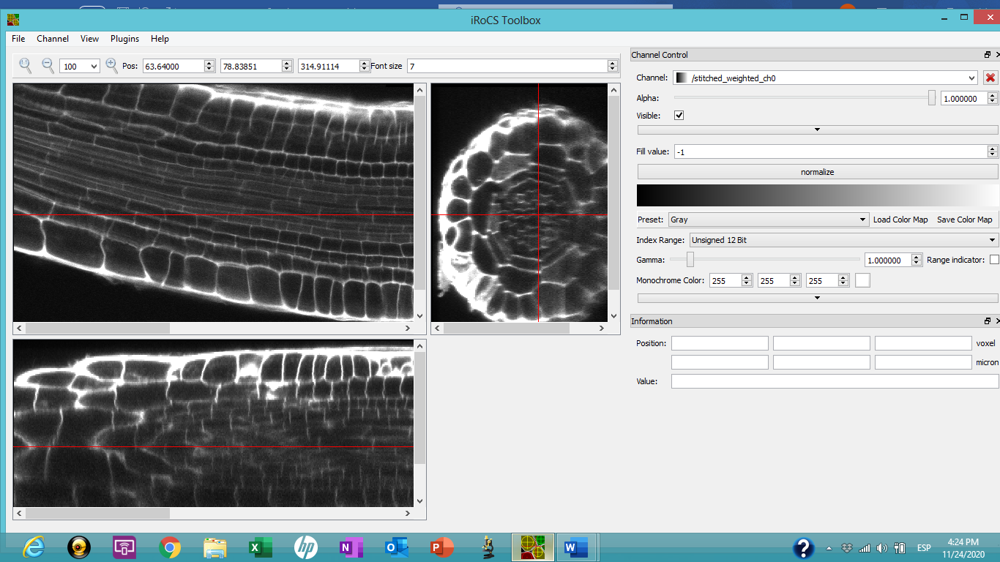 iRoCS Toolbox
File Channel View Plugins Help
1:1 100 Pos: 63.64000 78.83851 314.91114 Font size 7
Channel Control
Channel: /stitched_weighted_ch0
Alpha: 1.000000
Visible:
Fill value: -1
normalize
Preset: Gray Load Color Map Save Color Map
Index Range: Unsigned 12 Bit
Gamma: 1.000000 Range indicator:
Monochrome Color: 255 255 255
Information
Position: voxel
micron
Value:
ESP
4:24 PM
11/24/2020